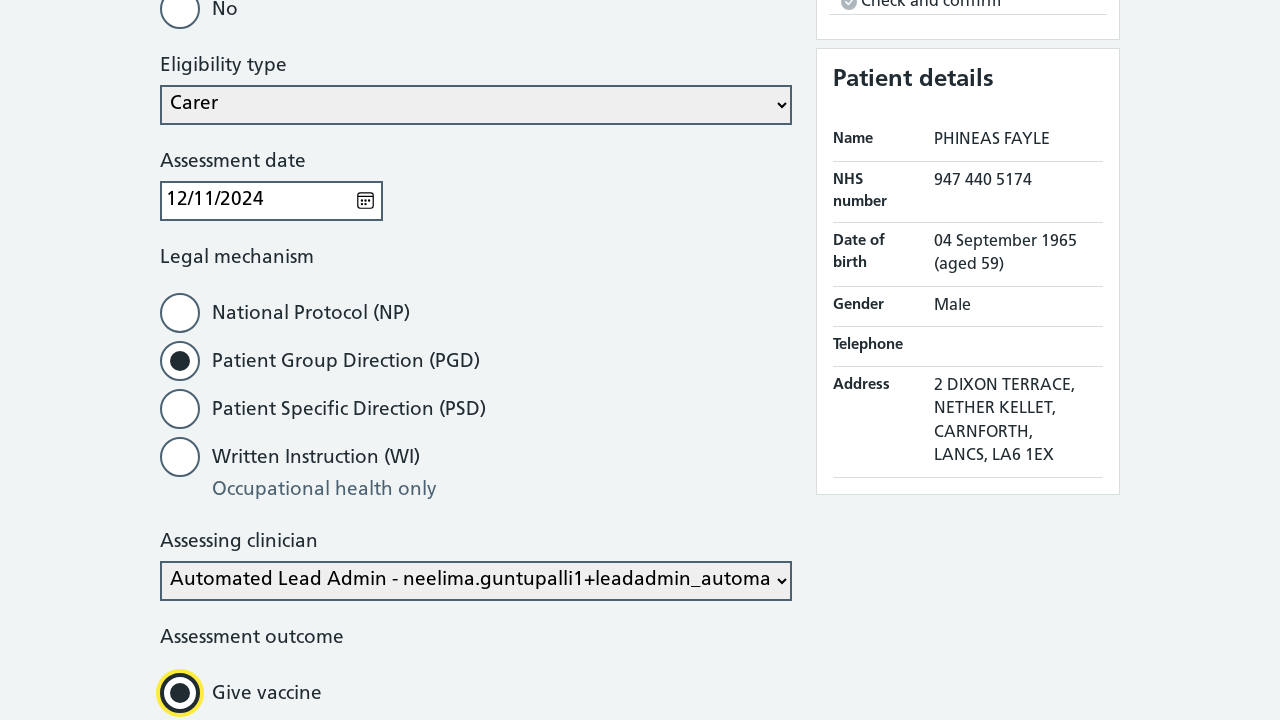 No
Eligibility type
Carer
Assessment date
12/11/2024
Legal mechanism
National Protocol (NP)
Patient Group Direction (PGD)
Patient Specific Direction (PSD)
Written Instruction (WI)
Occupational health only
Assessing clinician
Automated Lead Admin - neelima.guntupalli1+leadadmin_automa
Assessment outcome
Give vaccine
Check and confirm
Patient details
Name PHINEAS FAYLE
NHS number 947 440 5174
Date of birth 04 September 1965
(aged 59)
Gender Male
Telephone
Address 2 DIXON TERRACE,
NETHER KELLET,
CARNFORTH,
LANCS, LA6 1EX